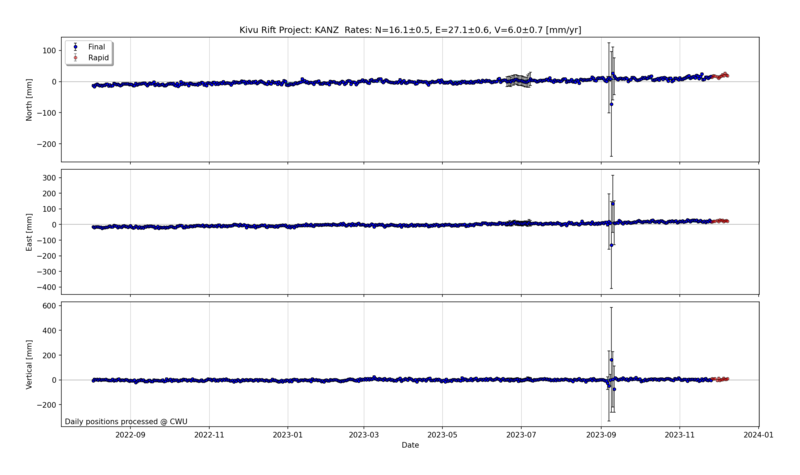 Kivu Rift Project: KANZ  Rates: N=16.1±0.5, E=27.1±0.6, V=6.0±0.7 [mm/yr]
Final
Rapid
100
0
−100
−200
North [mm]
300
200
100
0
−100
−200
−300
−400
East [mm]
600
400
200
0
−200
Vertical [mm]
Daily positions processed @ CWU
2022-09 2022-11 2023-01 2023-03 2023-05 2023-07 2023-09 2023-11 2024-01
Date